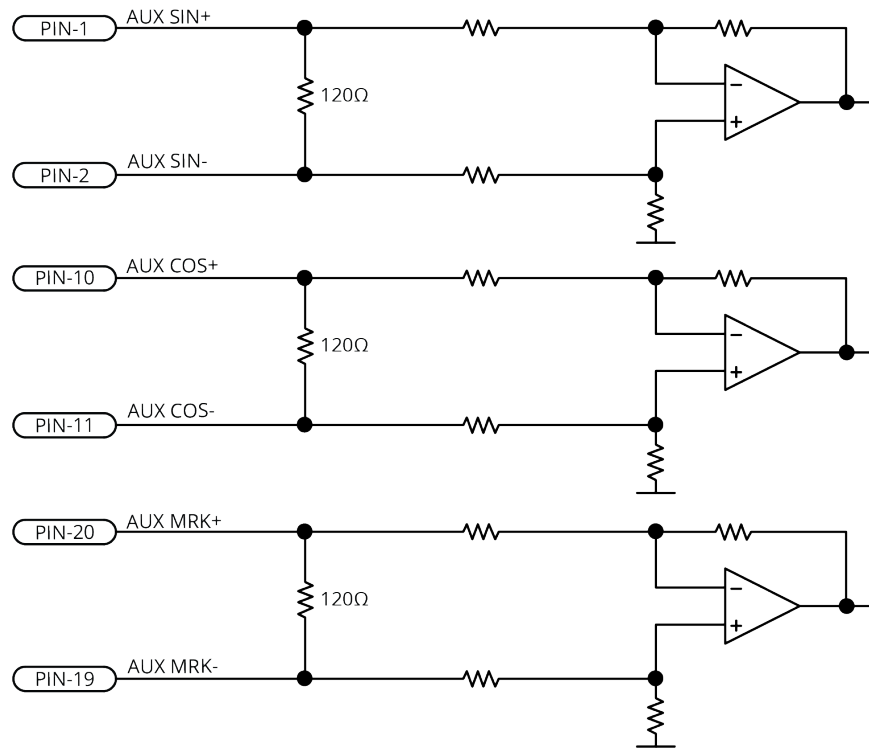 PIN-1 AUX SIN+
120Ω
PIN-2 AUX SIN-
PIN-10 AUX COS+
120Ω
PIN-11 AUX COS-
PIN-20 AUX MRK+
120Ω
PIN-19 AUX MRK-